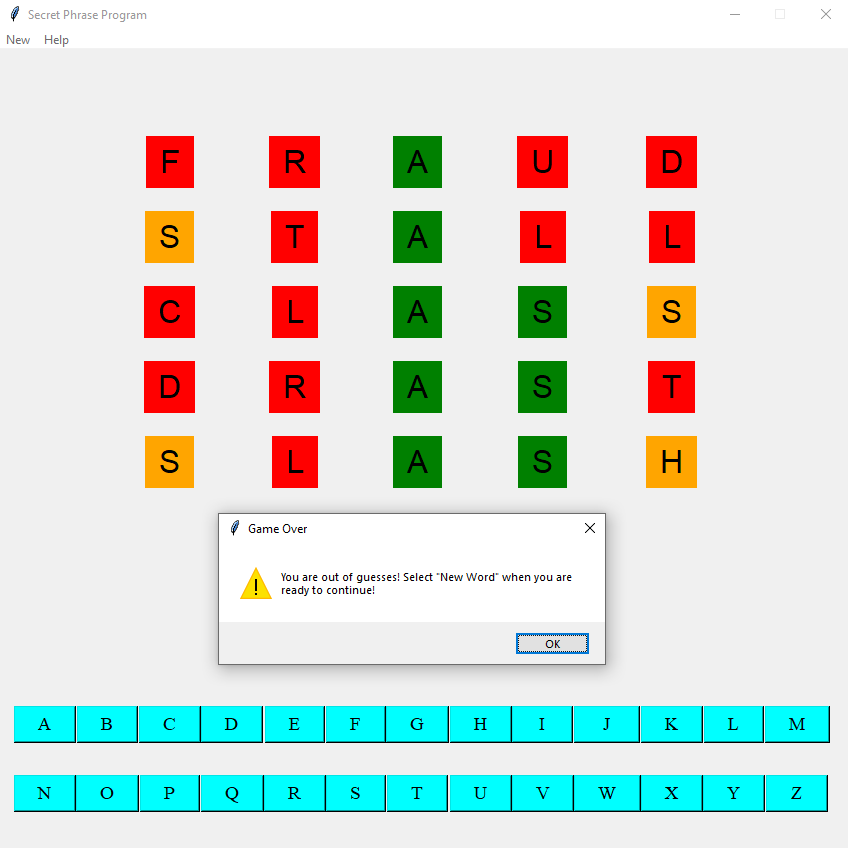 Secret Phrase Program
New Help
F R A U D
S T A L L
C L A S S
D R A S T
S L A S H
Game Over
You are out of guesses! Select "New Word" when you are
ready to continue!
OK
A B C D E F G H I J K L M
N O P Q R S T U V W X Y Z